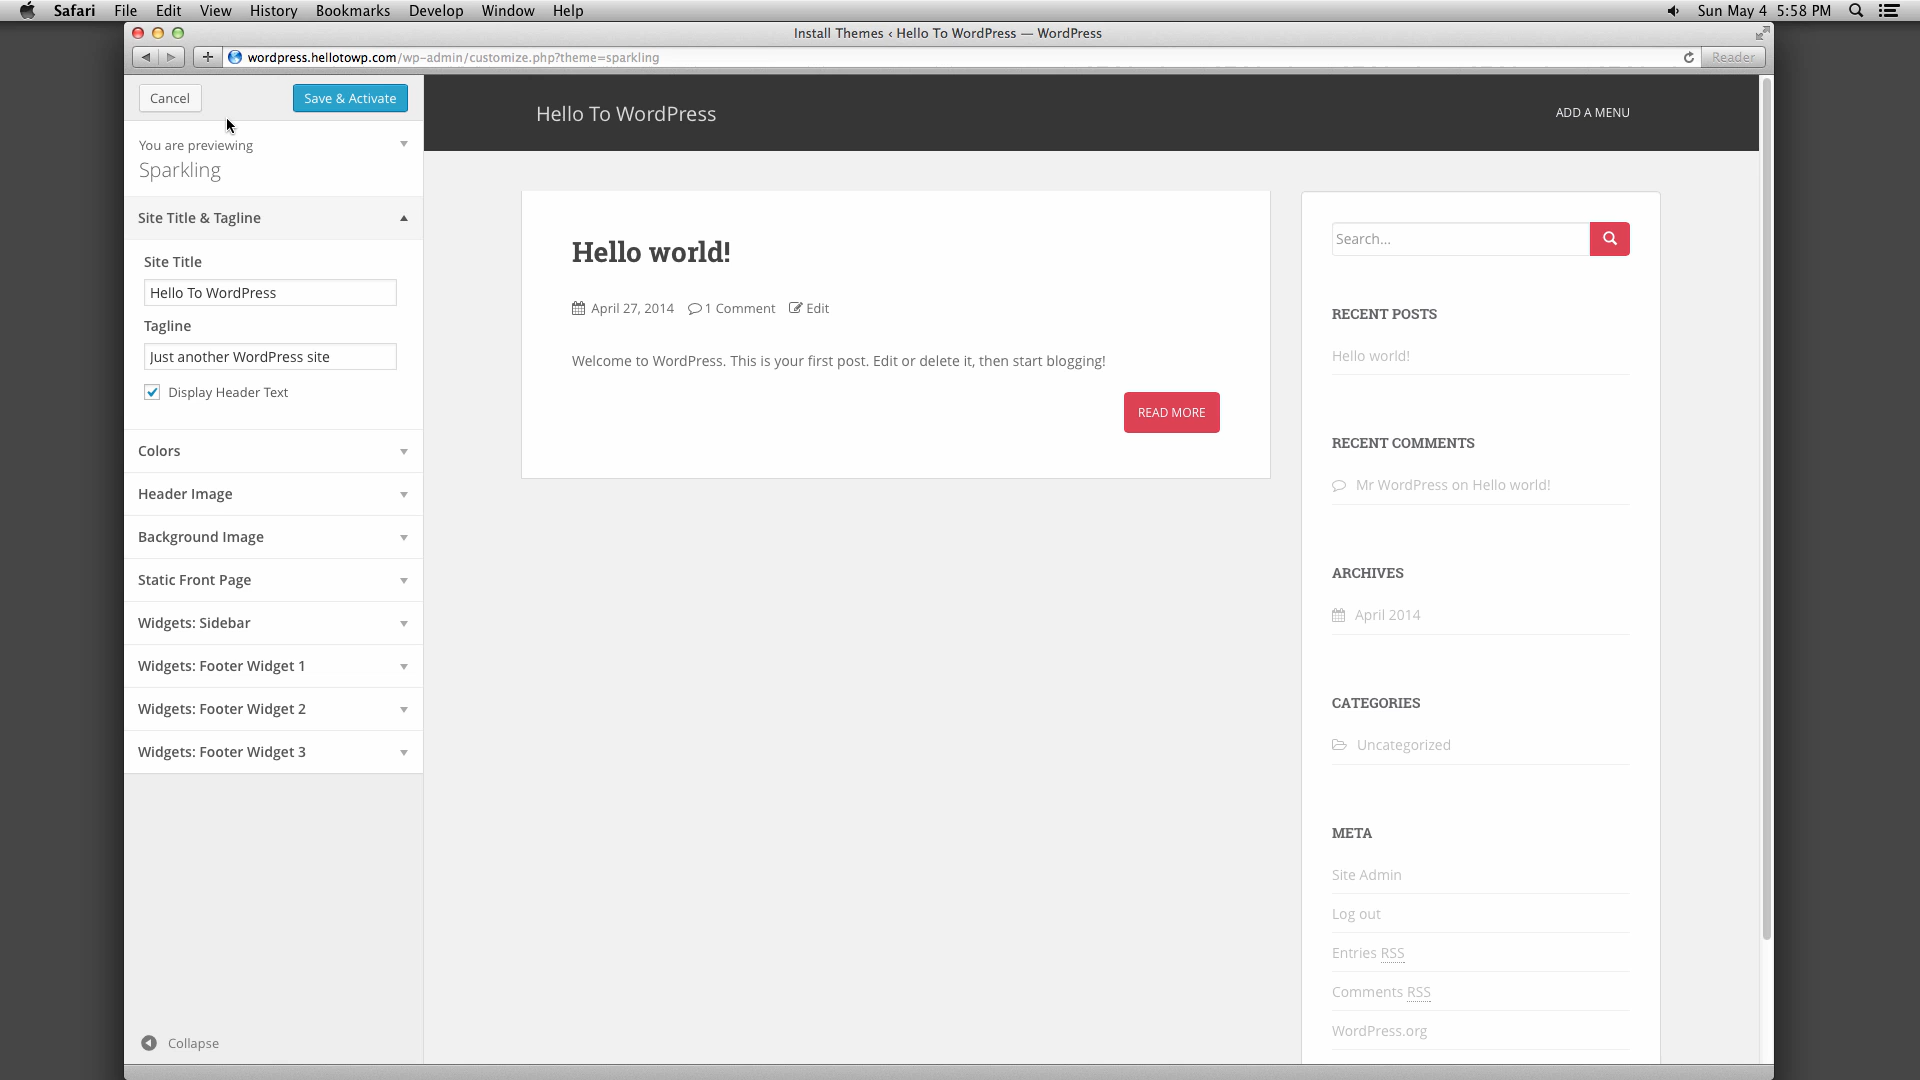 Safari File Edit View History Bookmarks Develop Window Help Sun May 4 5:58 PM
Install Themes ‹ Hello To WordPress — WordPress
wordpress.hellotowp.com/wp-admin/customize.php?theme=sparkling Reader
Cancel Save & Activate
You are previewing
Sparkling
Site Title & Tagline
Site Title
Hello To WordPress
Tagline
Just another WordPress site
Display Header Text
Colors
Header Image
Background Image
Static Front Page
Widgets: Sidebar
Widgets: Footer Widget 1
Widgets: Footer Widget 2
Widgets: Footer Widget 3
Collapse
Hello To WordPress ADD A MENU
Hello world!
April 27, 2014 1 Comment Edit
Welcome to WordPress. This is your first post. Edit or delete it, then start blogging!
READ MORE
Search...
RECENT POSTS
Hello world!
RECENT COMMENTS
Mr WordPress on Hello world!
ARCHIVES
April 2014
CATEGORIES
Uncategorized
META
Site Admin
Log out
Entries RSS
Comments RSS
WordPress.org